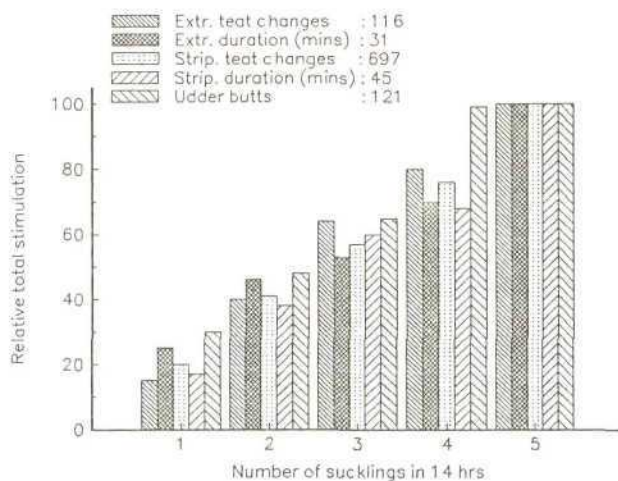 Extr. teat changes : 116
Extr. duration (mins) : 31
Strip. teat changes : 697
Strip. duration (mins) : 45
Udder butts : 121
100
80
60
40
20
0
Relative total stimulation
1 2 3 4 5
Number of sucklings in 14 hrs